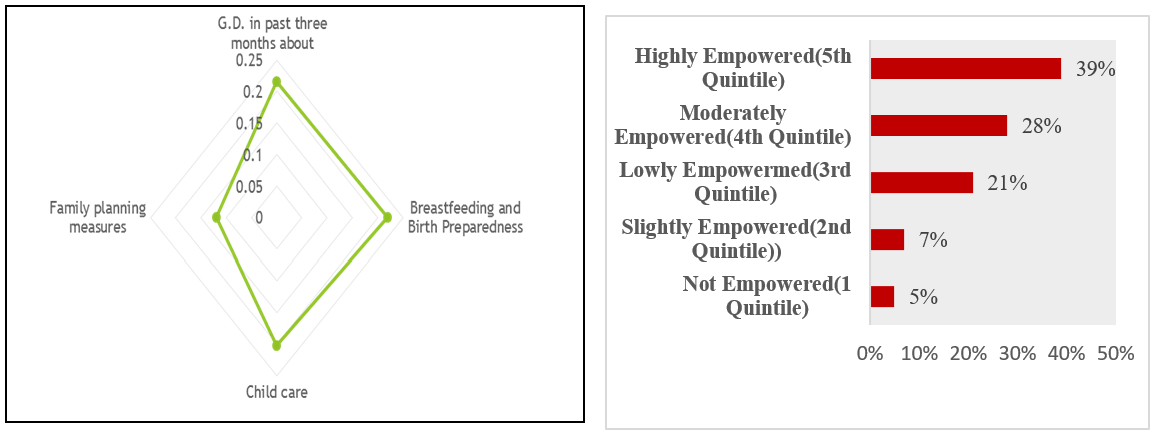 G.D. in past three
months about
0.25
0.2
0.15
0.1
0.05
0
Family planning
measures
Breastfeeding and
Birth Preparedness
Child care
Highly Empowered(5th
Quintile)
39%
Moderately
Empowered(4th Quintile)
28%
Lowly Empowermed(3rd
Quintile)
21%
Slightly Empowered(2nd
Quintile))
7%
Not Empowered(1
Quintile)
5%
0% 10% 20% 30% 40% 50%